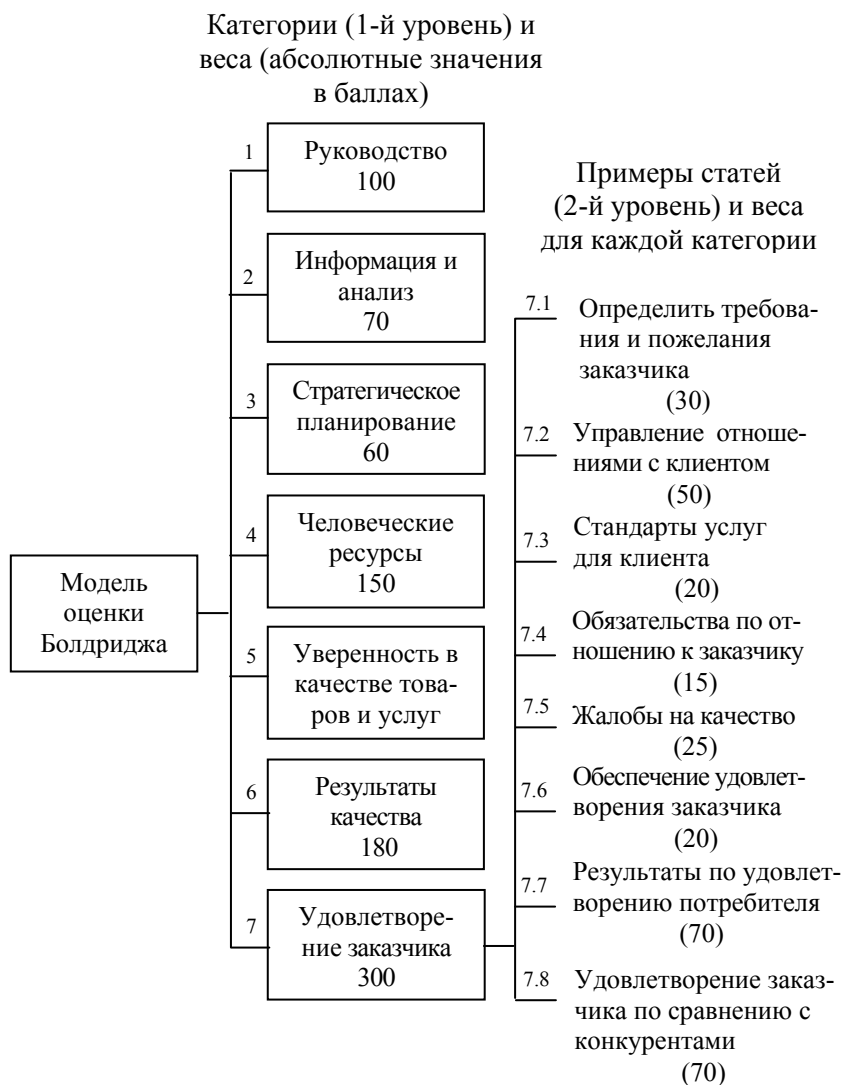 Категории (1-й уровень) и
веса (абсолютные значения
в баллах)
1
Руководство
100
2
Информация и
анализ
70
3
Стратегическое
планирование
60
4
Человеческие
ресурсы
150
Модель
оценки
Болдриджа
5
Уверенность в
качестве това-
ров и услуг
6
Результаты
качества
180
7
Удовлетворе-
ние заказчика
300
Примеры статей
(2-й уровень) и веса
для каждой категории
7.1
Определить требова-
ния и пожелания
заказчика
(30)
7.2
Управление отноше-
ниями с клиентом
(50)
7.3
Стандарты услуг
для клиента
(20)
7.4
Обязательства по от-
ношению к заказчику
(15)
7.5
Жалобы на качество
(25)
7.6
Обеспечение удовлет-
ворения заказчика
(20)
7.7
Результаты по удовлет-
ворению потребителя
(70)
7.8
Удовлетворение заказ-
чика по сравнению с
конкурентами
(70)